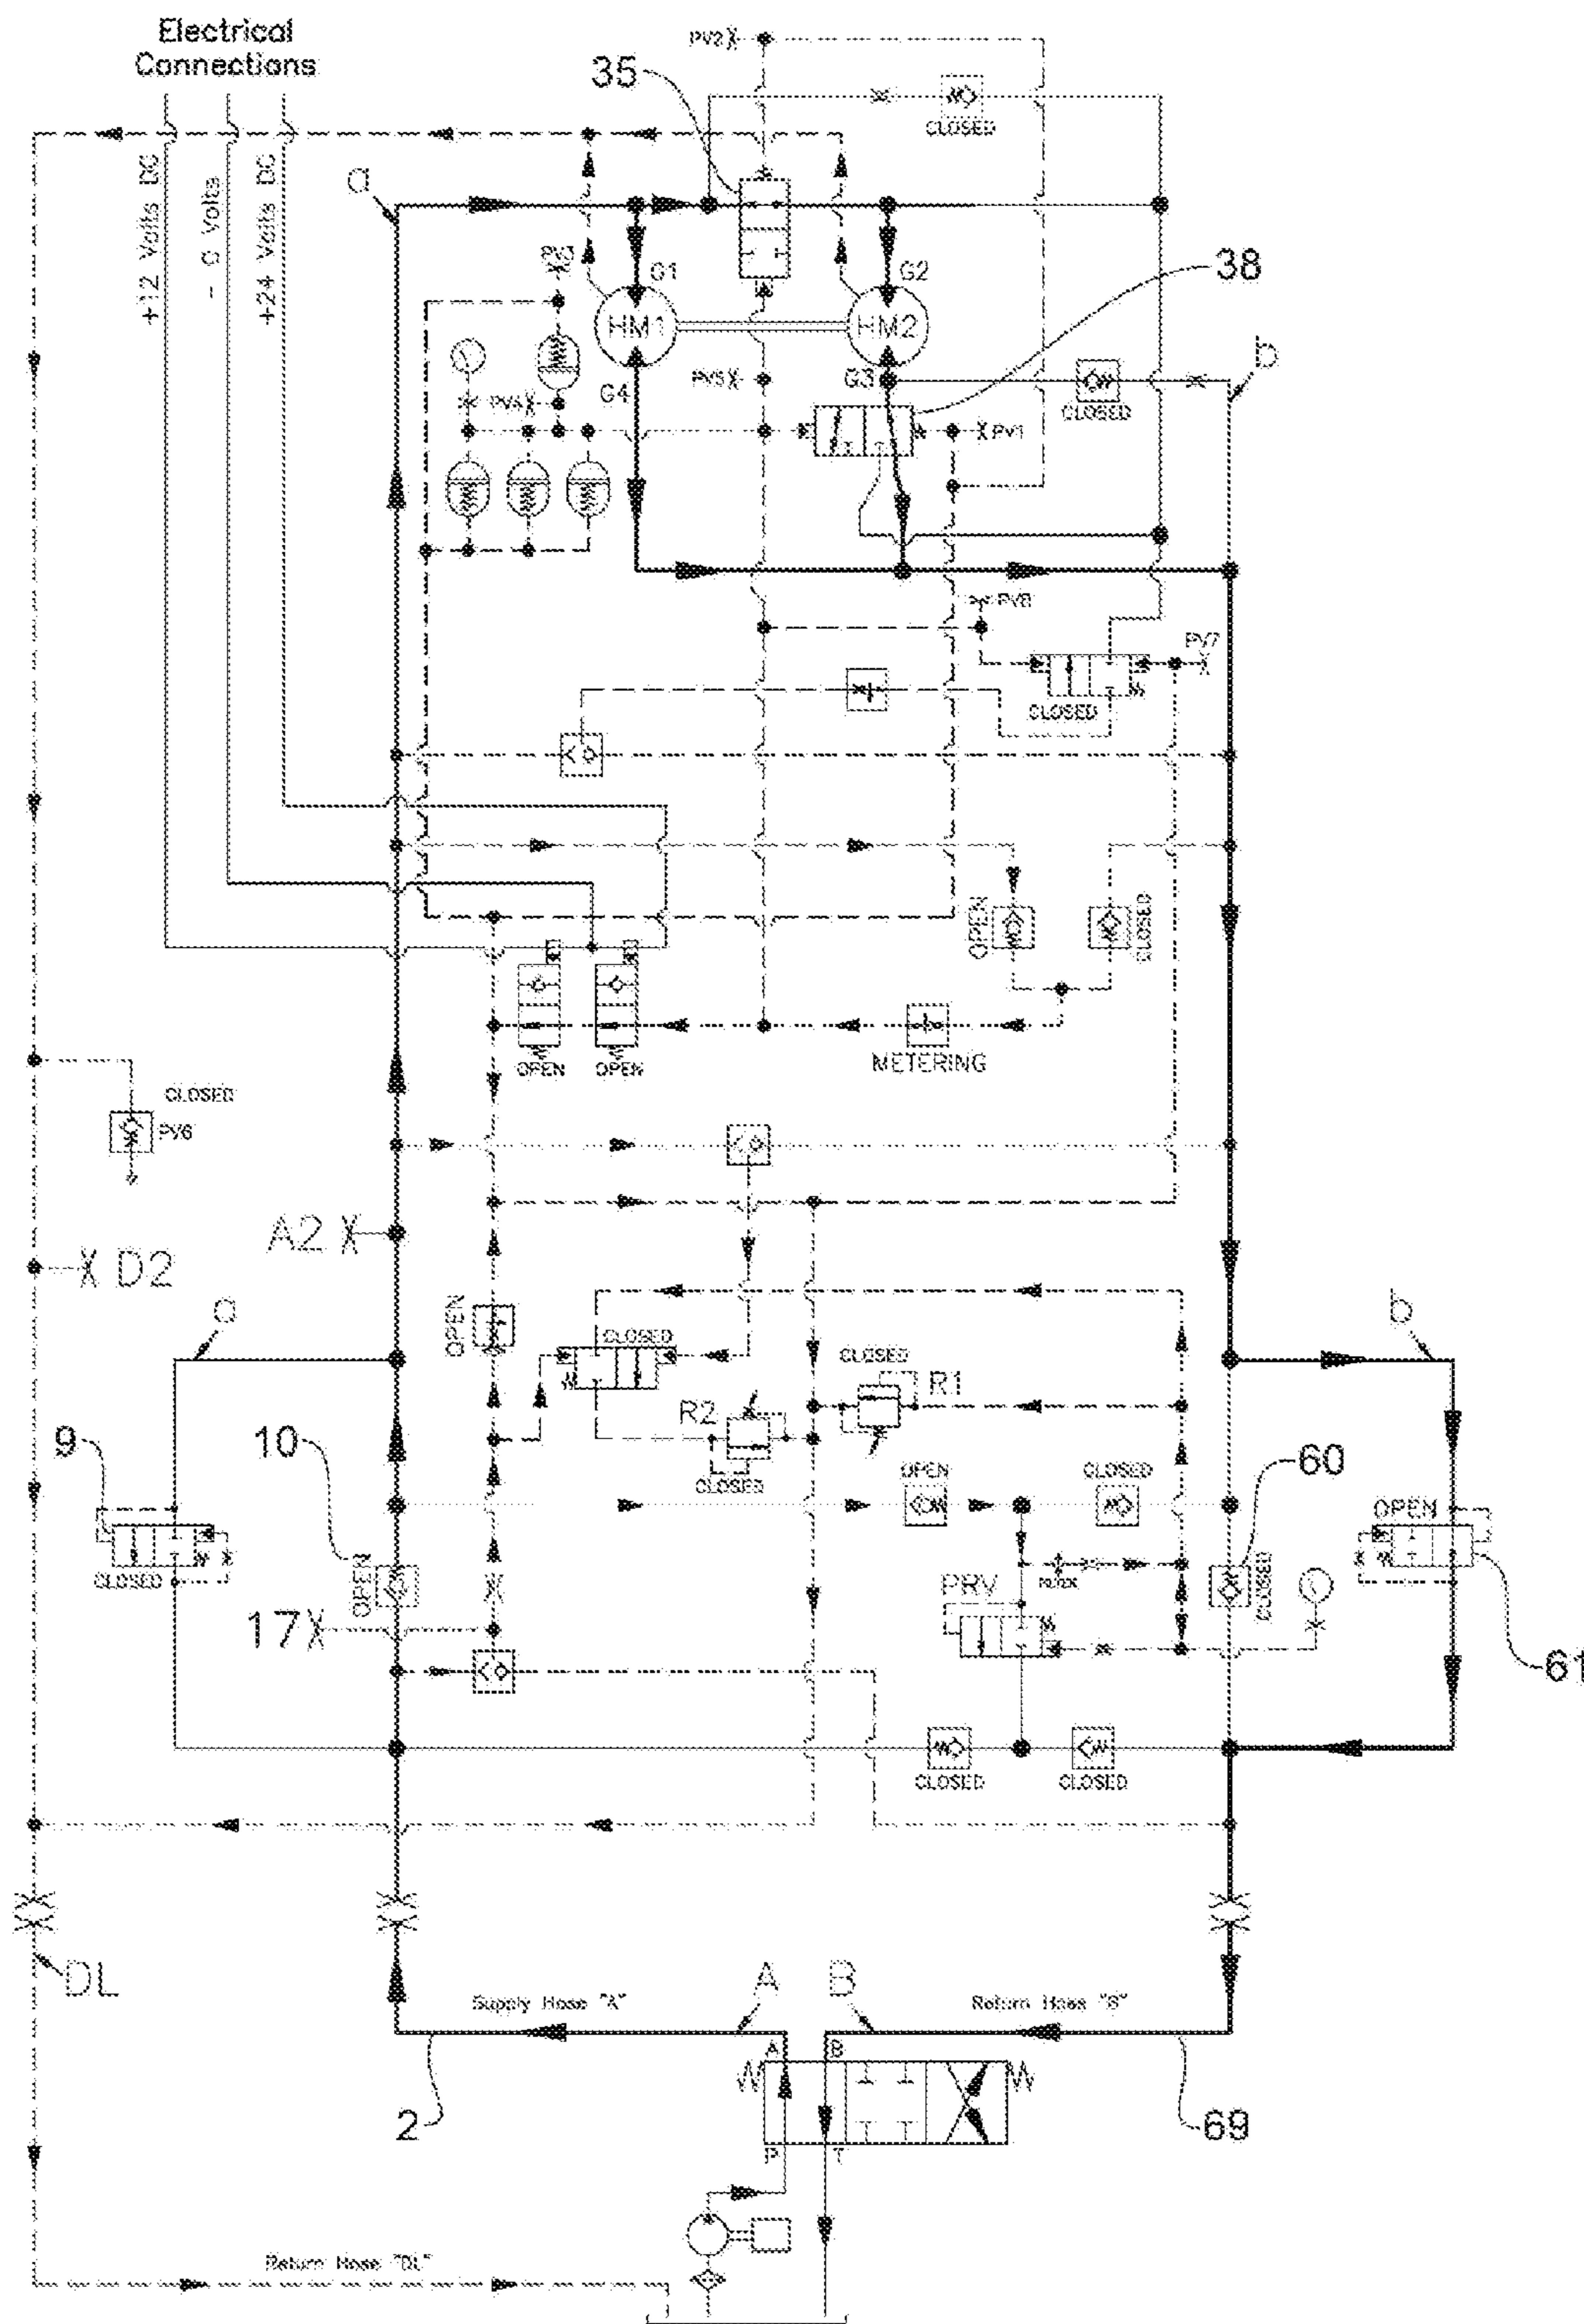 Electrical
Connections
+12 Volts DC
- 0 Volts
+24 Volts DC
PV2
35
CLOSED
a
G1
G2
38
HM1
HM2
b
PV5
G3
G4
PV4
CLOSED
PV1
PV8
PV7
CLOSED
OPEN
CLOSED
OPEN
OPEN
METERING
CLOSED
PV6
A2
D2
a
OPEN
CLOSED
CLOSED
R1
b
R2
CLOSED
9
10
OPEN
CLOSED
60
OPEN
CLOSED
OPEN
PRV
CLOSED
17
61
CLOSED
CLOSED
DL
Supply Hose "A"
A
B
Return Hose "B"
A
B
W
W
2
69
P
T
Return Hose "DL"